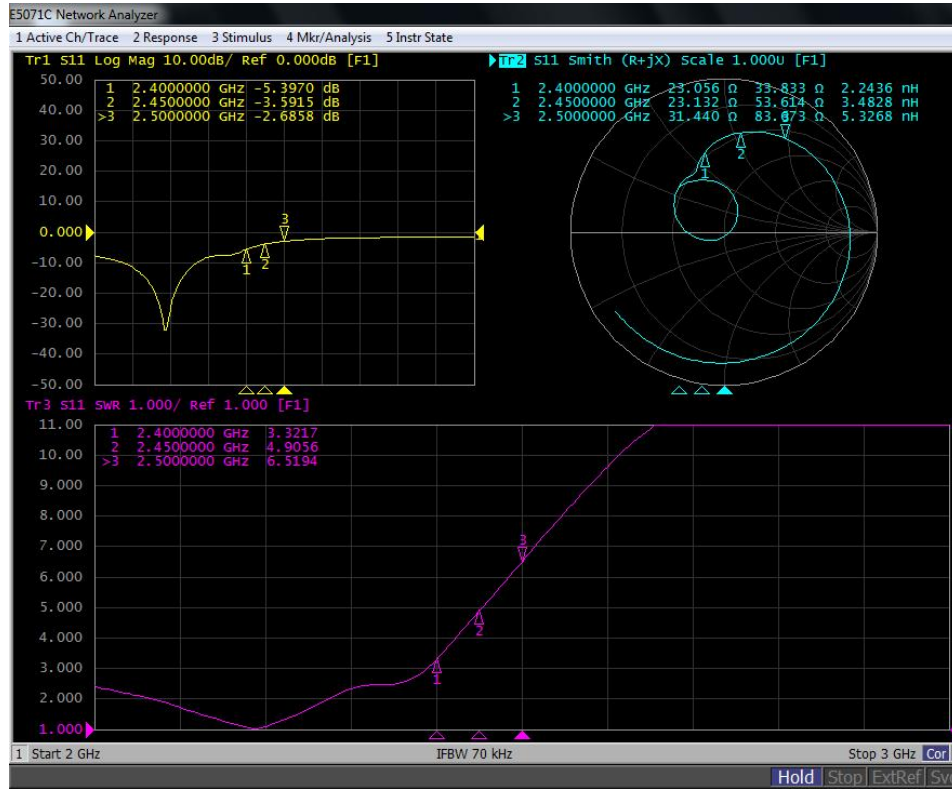 E5071C Network Analyzer
1 Active Ch/Trace 2 Response 3 Stimulus 4 Mkr/Analysis 5 Instr State
Tr1 S11 Log Mag 10.00dB/ Ref 0.000dB [F1]
50.00
40.00
30.00
20.00
10.00
0.000
-10.00
-20.00
-30.00
-40.00
-50.00
1 2.4000000 GHz -5.3970 dB
2 2.4500000 GHz -3.5915 dB
>3 2.5000000 GHz -2.6858 dB
1
2
3
Tr2 S11 Smith (R+jX) Scale 1.000U [F1]
1 2.4000000 GHz 23.056 Ω 33.833 Ω 2.2436 nH
2 2.4500000 GHz 23.132 Ω 53.614 Ω 3.4828 nH
>3 2.5000000 GHz 31.440 Ω 83.673 Ω 5.3268 nH
1
2
3
Tr3 S11 SWR 1.000/ Ref 1.000 [F1]
11.00
10.00
9.000
8.000
7.000
6.000
5.000
4.000
3.000
2.000
1.000
1 2.4000000 GHz 3.3217
2 2.4500000 GHz 4.9056
>3 2.5000000 GHz 6.5194
1
2
3
1 Start 2 GHz IFBW 70 kHz Stop 3 GHz Cor
Hold Stop ExtRef